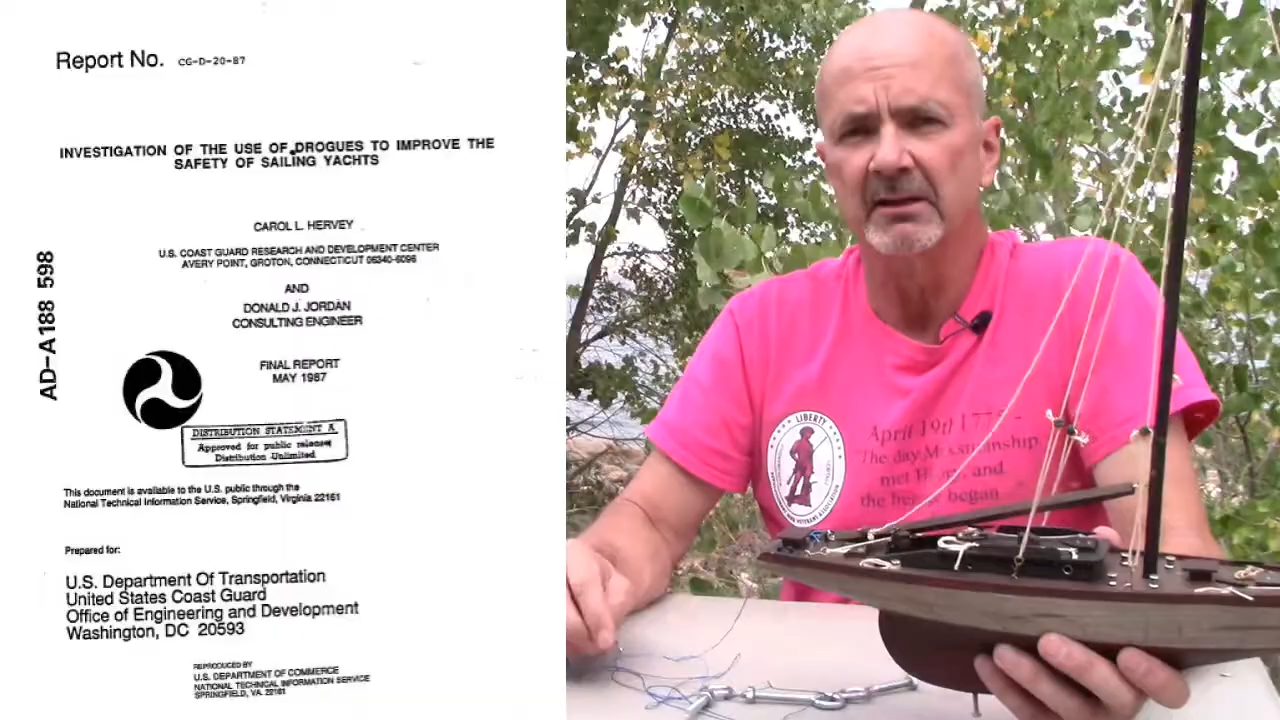 Report No. CG-D-20-87
INVESTIGATION OF THE USE OF DROGUES TO IMPROVE THE
SAFETY OF SAILING YACHTS
CAROL L. HERVEY
U.S. COAST GUARD RESEARCH AND DEVELOPMENT CENTER
AVERY POINT, GROTON, CONNECTICUT 06340-6096
AND
DONALD J. JORDAN
CONSULTING ENGINEER
FINAL REPORT
MAY 1987
AD-A188 598
DISTRIBUTION STATEMENT A
Approved for public release;
Distribution Unlimited
This document is available to the U.S. public through the
National Technical Information Service, Springfield, Virginia 22161
Prepared for:
U.S. Department Of Transportation
United States Coast Guard
Office of Engineering and Development
Washington, DC 20593
REPRODUCED BY
U.S. DEPARTMENT OF COMMERCE
NATIONAL TECHNICAL INFORMATION SERVICE
SPRINGFIELD, VA. 22161
LIBERTY
April 19th 1775 -
The day
met and
the began